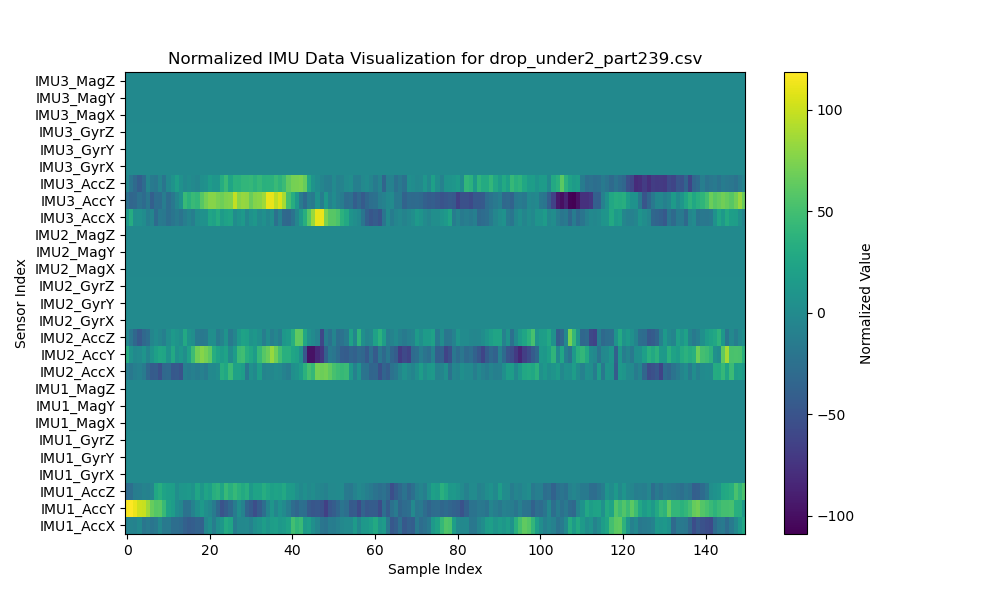 Normalized IMU Data Visualization for drop_under2_part239.csv
IMU3_MagZ
IMU3_MagY
IMU3_MagX
IMU3_GyrZ
IMU3_GyrY
IMU3_GyrX
IMU3_AccZ
IMU3_AccY
IMU3_AccX
IMU2_MagZ
IMU2_MagY
IMU2_MagX
IMU2_GyrZ
IMU2_GyrY
IMU2_GyrX
IMU2_AccZ
IMU2_AccY
IMU2_AccX
IMU1_MagZ
IMU1_MagY
IMU1_MagX
IMU1_GyrZ
IMU1_GyrY
IMU1_GyrX
IMU1_AccZ
IMU1_AccY
IMU1_AccX
Sensor Index
0 20 40 60 80 100 120 140
Sample Index
100
50
0
−50
−100
Normalized Value